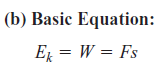 (b) Basic Equation:
Eₖ = W = Fs